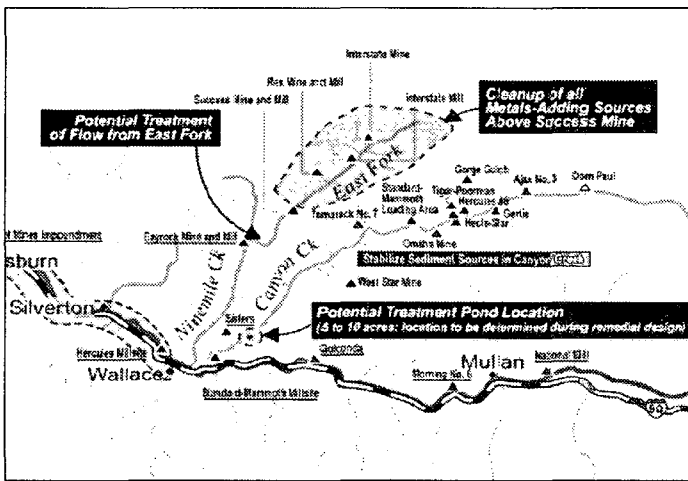 Interstate Mine
Rex Mine and Mill
Success Mine and Mill
Interstate Mill
Cleanup of all
Metals-Adding Sources
Above Success Mine
Potential Treatment
of Flow from East Fork
East Fork
Gorge Gulch
Ajax No. 3
Tiger-Poorman
Standard-
Mammoth
Loading Area
Hercules
Tamarack No. 7
Gertie
Hecla-Star
Omaha Mine
Mines Impoundment
Mine and Mill
Stabilize Sediment Sources in Canyon
sburn
Ninemile Ck
Canyon Ck
West Star Mine
Silverton
Sisters
Potential Treatment Pond Location
(5 to 10 acres; location to be determined during remedial design)
Hercules Millsite
Golconda
Wallace
Mullan
National Mill
Standard-Mammoth Millsite
Morning No. 6
90